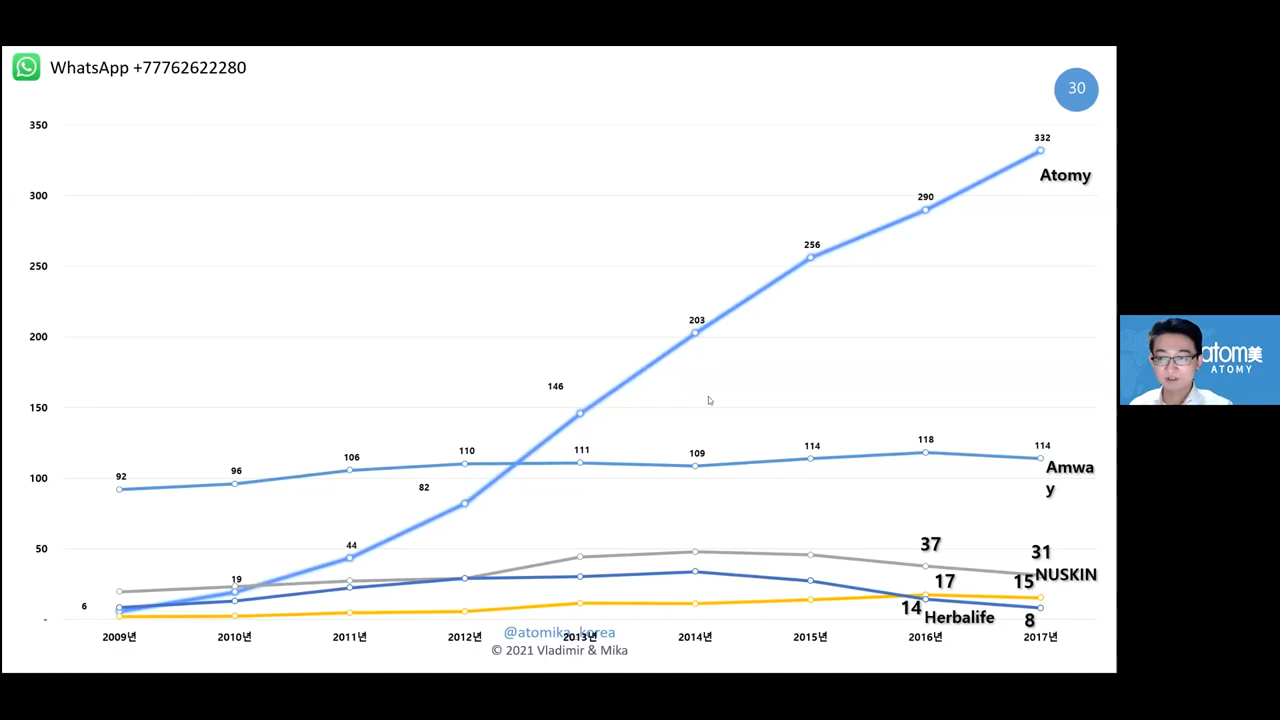 WhatsApp +77762622280
30
350
332
Atomy
300
290
256
250
203
200
146
150
92
96
106
110
111
109
114
118
114
Amwa
y
100
82
44
50
37
31
NUSKIN
19
17
15
6
14
Herbalife
8
-
2009년
2010년
2011년
2012년
2013년
2014년
2015년
2016년
2017년
@atomika_korea
© 2021 Vladimir & Mika
atom美
ATOMY